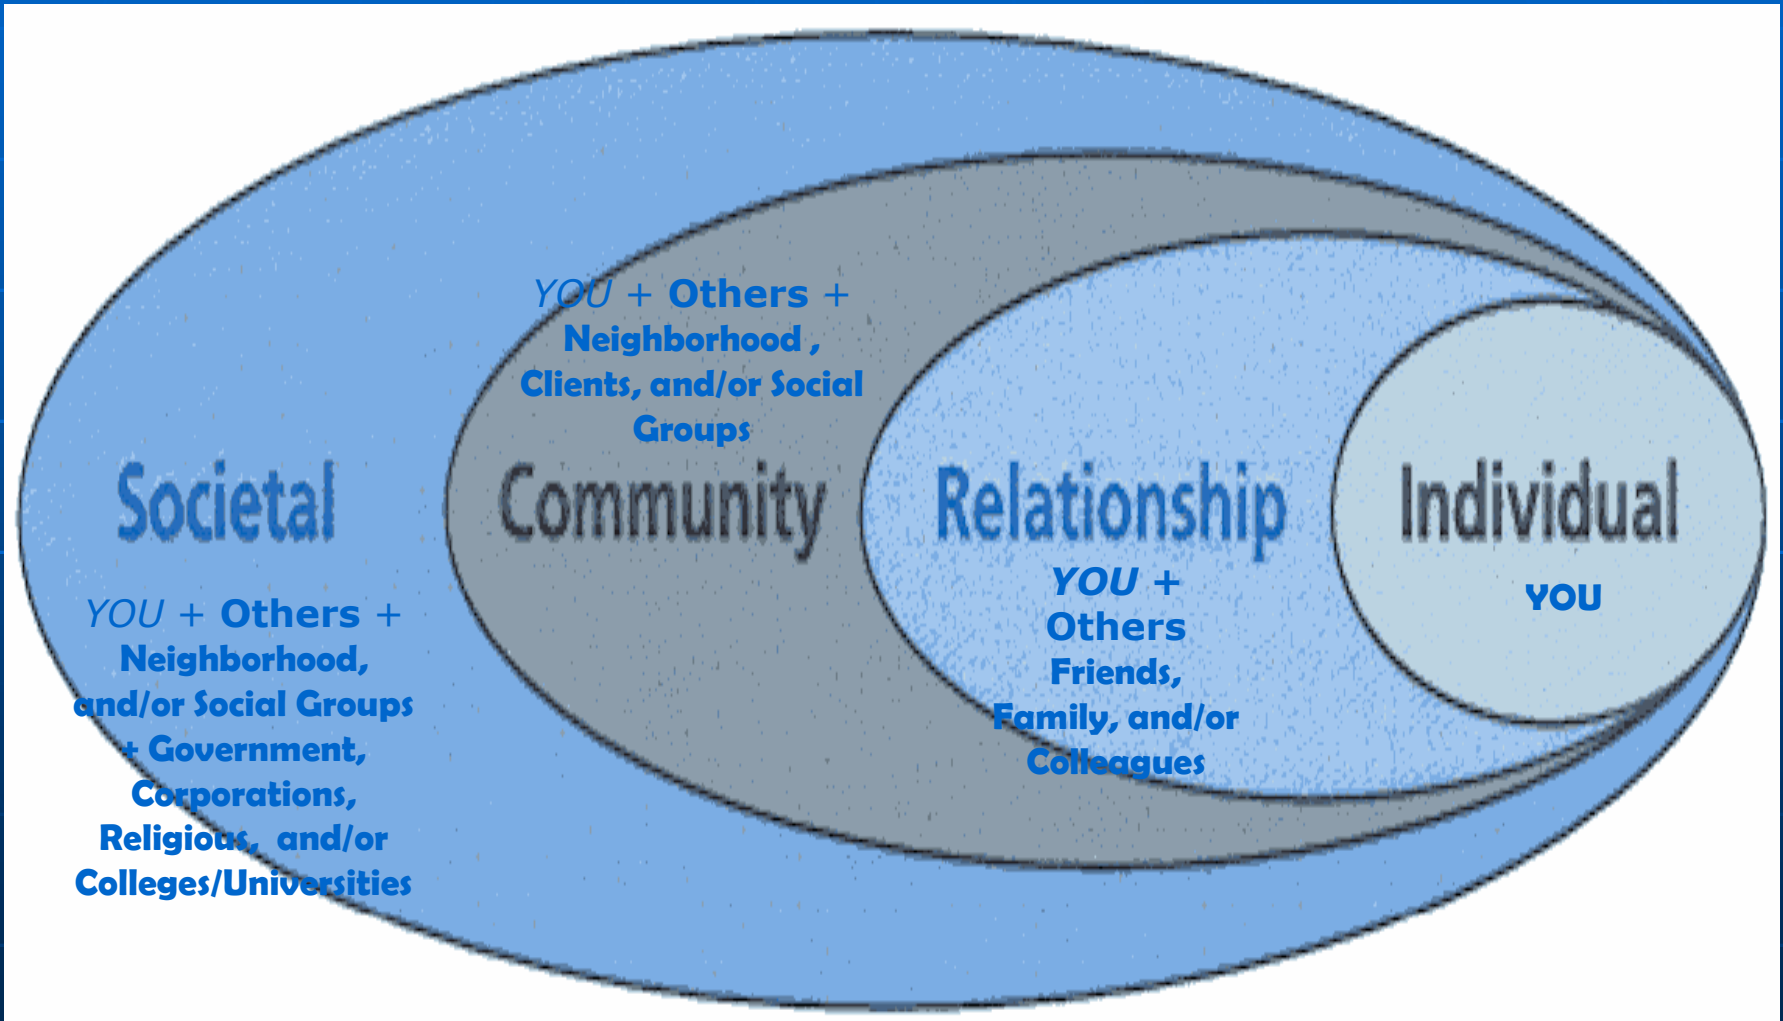 Societal
YOU + Others +
Neighborhood,
and/or Social Groups
+ Government,
Corporations,
Religious, and/or
Colleges/Universities
YOU + Others +
Neighborhood ,
Clients, and/or Social
Groups
Community
Relationship
YOU +
Others
Friends,
Family, and/or
Colleagues
Individual
YOU